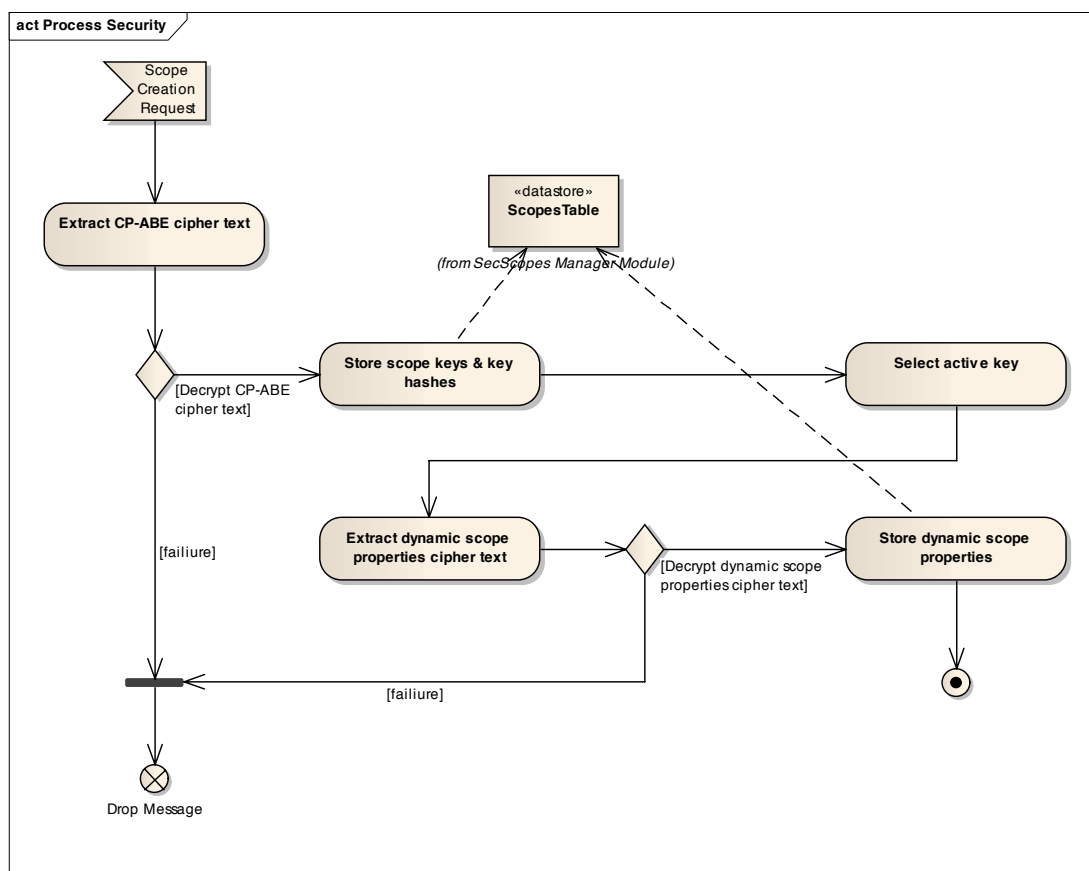 act Process Security
Scope
Creation
Request
Extract CP-ABE cipher text
«datastore»
ScopesTable
(from SecScopes Manager Module)
Store scope keys & key
hashes
Select active key
[Decrypt CP-ABE
cipher text]
Extract dynamic scope
properties cipher text
Store dynamic scope
properties
[failiure]
[Decrypt dynamic scope
properties cipher text]
[failiure]
Drop Message